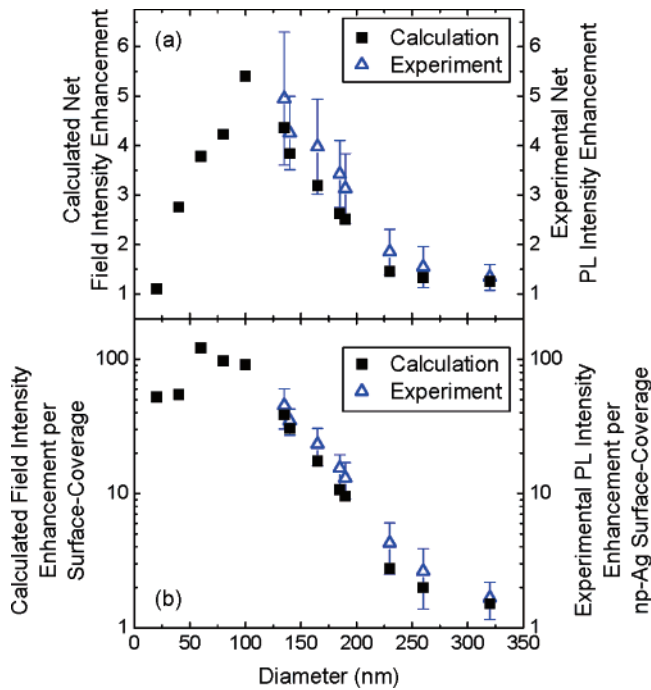 (a)
Calculation
Experiment
6
5
4
3
2
1
6
5
4
3
2
1
Calculated Net
Field Intensity Enhancement
Experimental Net
PL Intensity Enhancement
(b)
Calculation
Experiment
100
10
1
100
10
1
Calculated Field Intensity
Enhancement per
Surface-Coverage
Experimental PL Intensity
Enhancement per
np-Ag Surface-Coverage
0 50 100 150 200 250 300 350
Diameter (nm)